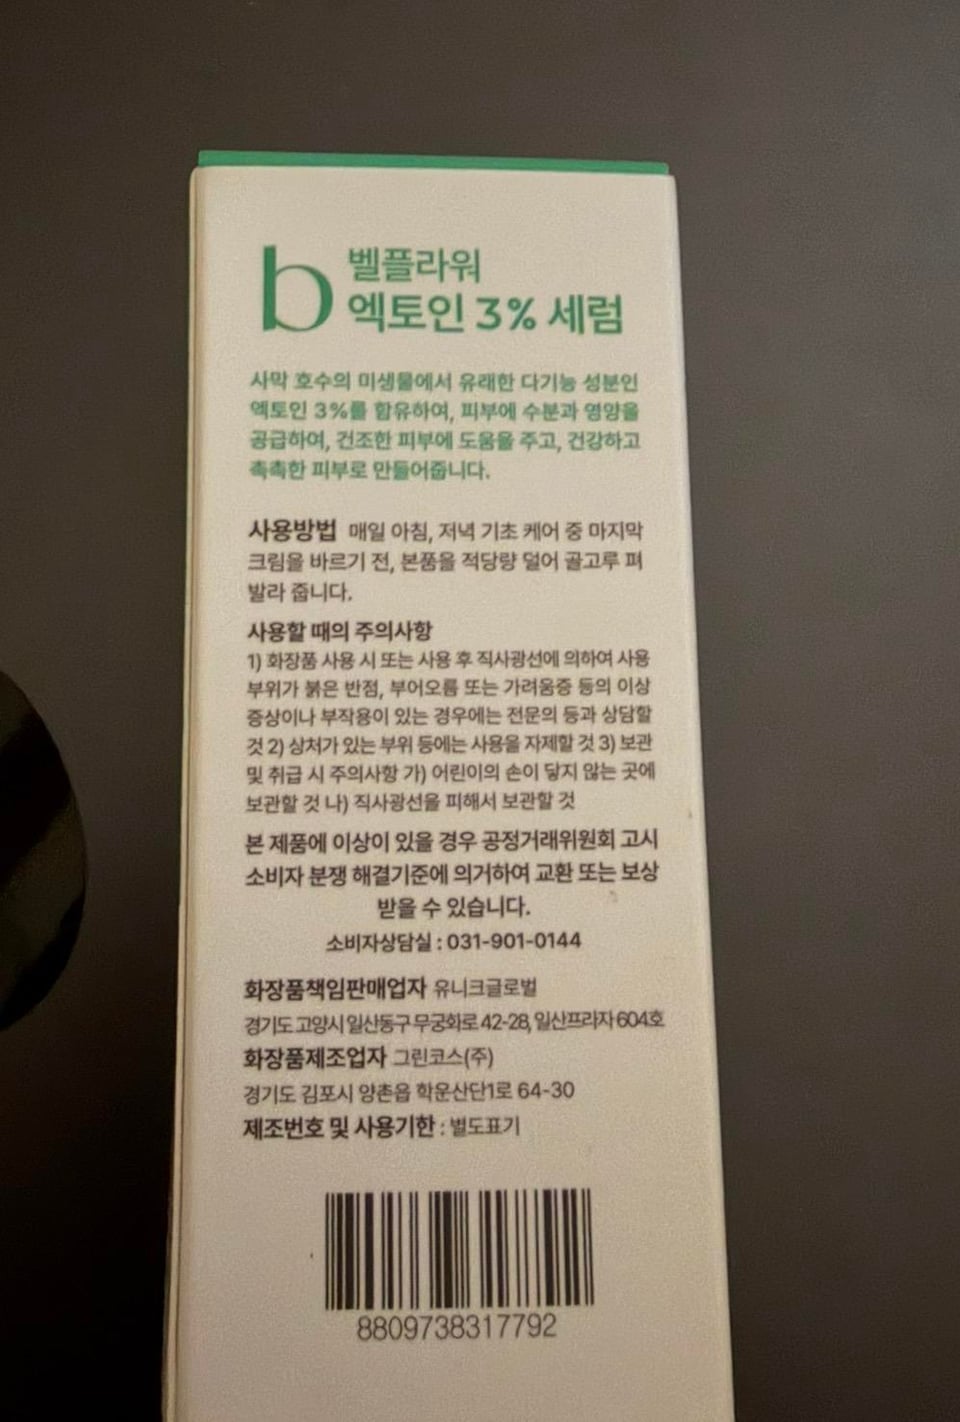 b 벨플라워
엑토인 3% 세럼
사막 호수의 미생물에서 유래한 다기능 성분인
엑토인 3%를 함유하여, 피부에 수분과 영양을
공급하여, 건조한 피부에 도움을 주고, 건강하고
촉촉한 피부로 만들어줍니다.
사용방법 매일 아침, 저녁 기초 케어 중 마지막
크림을 바르기 전, 본품을 적당량 덜어 골고루 펴
발라 줍니다.
사용할 때의 주의사항
1) 화장품 사용 시 또는 사용 후 직사광선에 의하여 사용
부위가 붉은 반점, 부어오름 또는 가려움증 등의 이상
증상이나 부작용이 있는 경우에는 전문의 등과 상담할
것 2) 상처가 있는 부위 등에는 사용을 자제할 것 3) 보관
및 취급 시 주의사항 가) 어린이의 손이 닿지 않는 곳에
보관할 것 나) 직사광선을 피해서 보관할 것
본 제품에 이상이 있을 경우 공정거래위원회 고시
소비자 분쟁 해결기준에 의거하여 교환 또는 보상
받을 수 있습니다.
소비자상담실 : 031-901-0144
화장품책임판매업자 유니크글로벌
경기도 고양시 일산동구 무궁화로 42-28, 일산프라자 604호
화장품제조업자 그린코스(주)
경기도 김포시 양촌읍 학운산단1로 64-30
제조번호 및 사용기한 : 별도표기
8809738317792